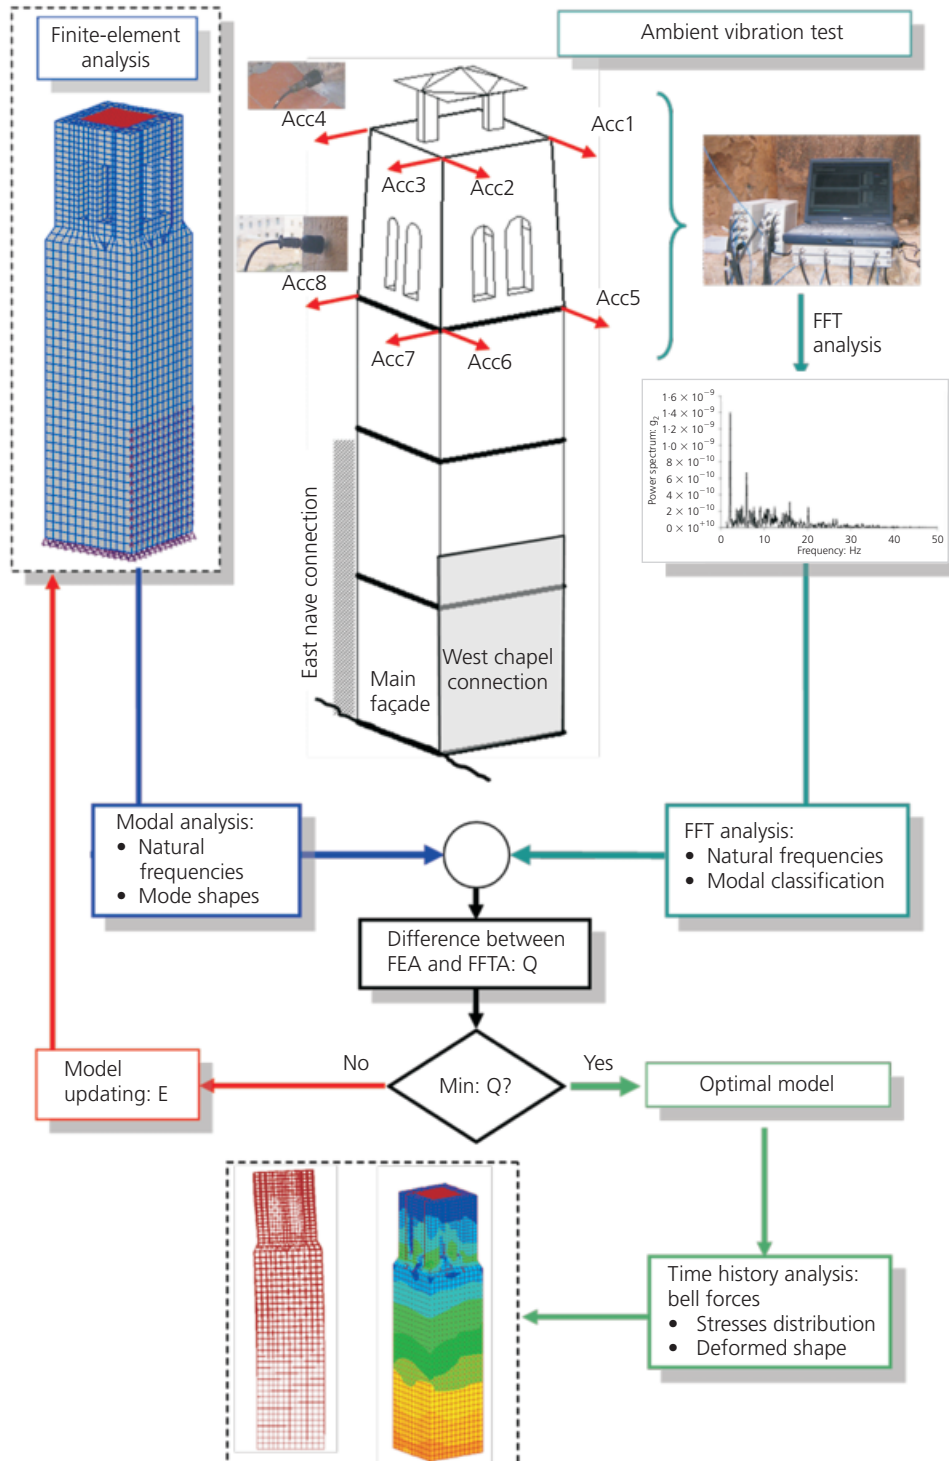 Finite-element
analysis
Ambient vibration test
Acc4
Acc1
Acc3
Acc2
Acc8
Acc5
Acc7
Acc6
FFT
analysis
Power spectrum: g2
1·6 × 10−9
1·4 × 10−9
1·2 × 10−9
1·0 × 10−9
8 × 10−10
6 × 10−10
4 × 10−10
2 × 10−10
0 × 10+10
0 10 20 30 40 50
Frequency: Hz
East nave connection
Main
façade
West chapel
connection
Modal analysis:
• Natural
frequencies
• Mode shapes
FFT analysis:
• Natural frequencies
• Modal classification
Difference between
FEA and FFTA: Q
No
Yes
Model
updating: E
Min: Q?
Optimal model
Time history analysis:
bell forces
• Stresses distribution
• Deformed shape